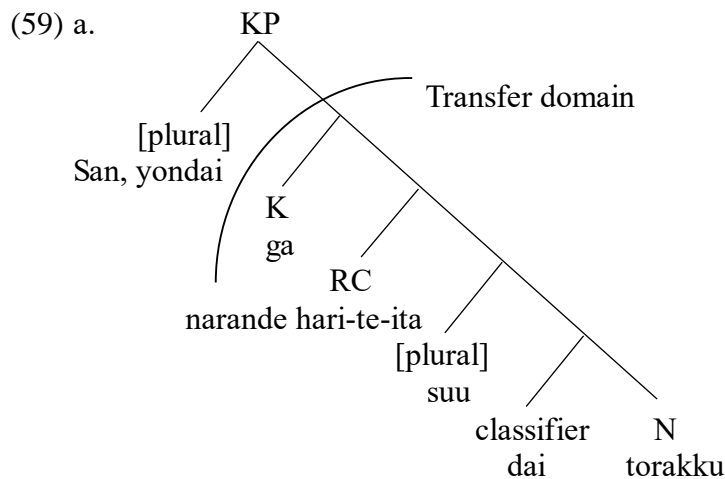 (59) a. KP
Transfer domain
[plural]
San, yondai
K
ga
RC
narande hari-te-ita
[plural]
suu
classifier N
dai torakku